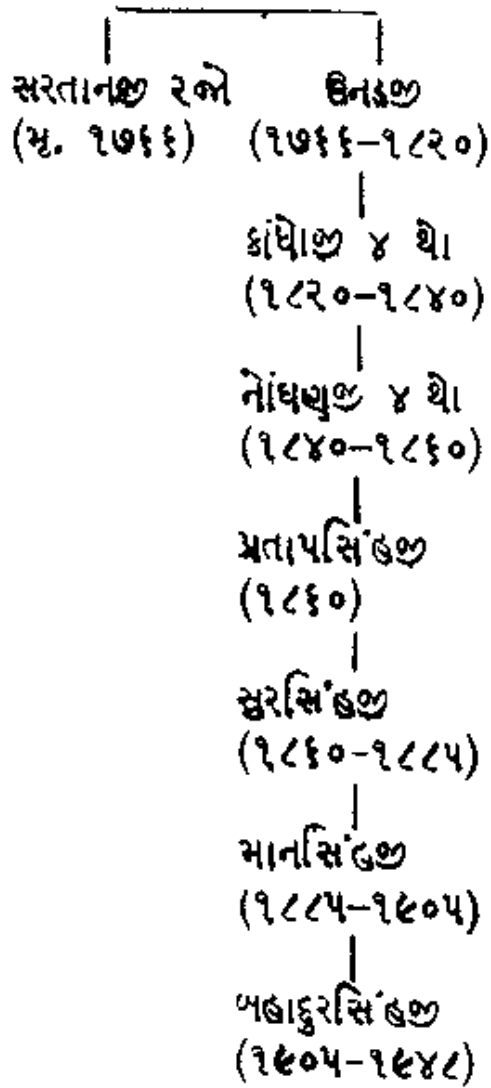 સરતાનજી ૨જો ઉનડજી
(મૃ. ૧૭૬૬) (૧૭૬૬–૧૮૨૦)
કાંધોજી ૪ થો
(૧૮૨૦–૧૮૪૦)
નોંઘણજી ૪ થો
(૧૮૪૦–૧૮૬૦)
પ્રતાપસિંહજી
(૧૮૬૦)
સુરસિંહજી
(૧૮૬૦–૧૮૮૫)
માનસિંહજી
(૧૮૮૫–૧૯૦૫)
બહાદુરસિંહજી
(૧૯૦૫–૧૯૪૮)